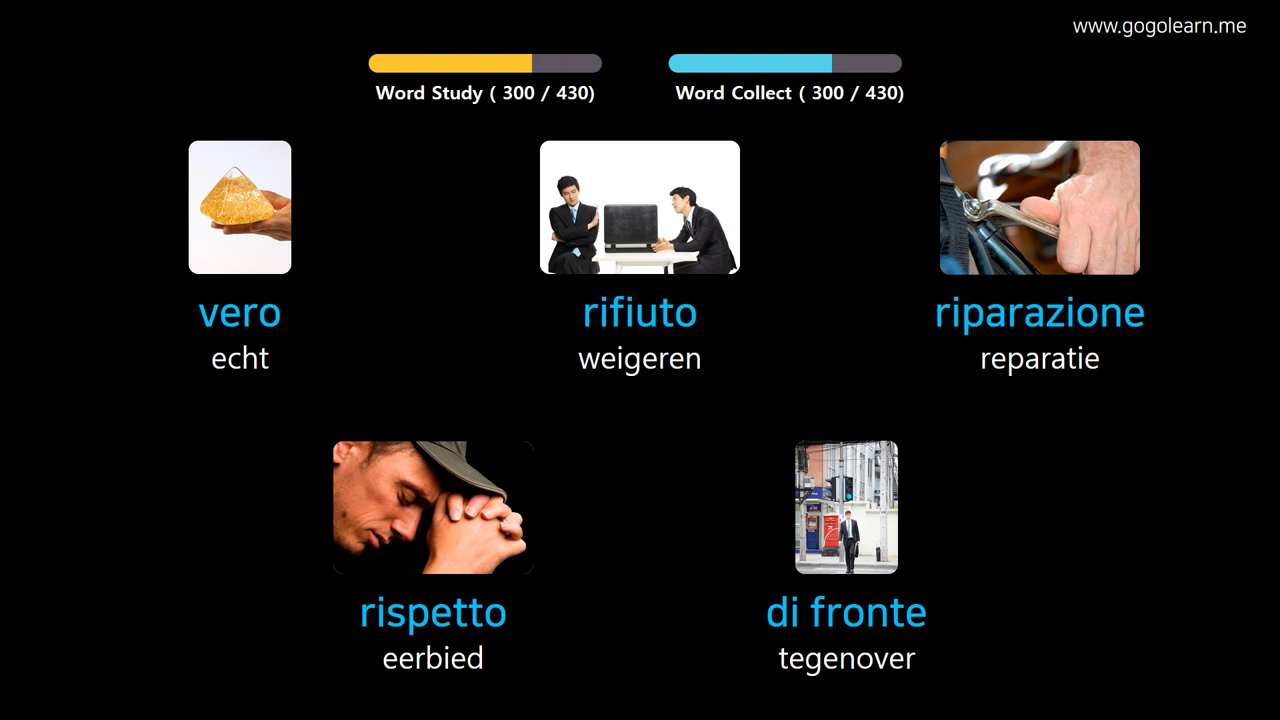 www.gogolearn.me
Word Study ( 300 / 430)
Word Collect ( 300 / 430)
vero
echt
rifiuto
weigeren
riparazione
reparatie
rispetto
eerbied
di fronte
tegenover